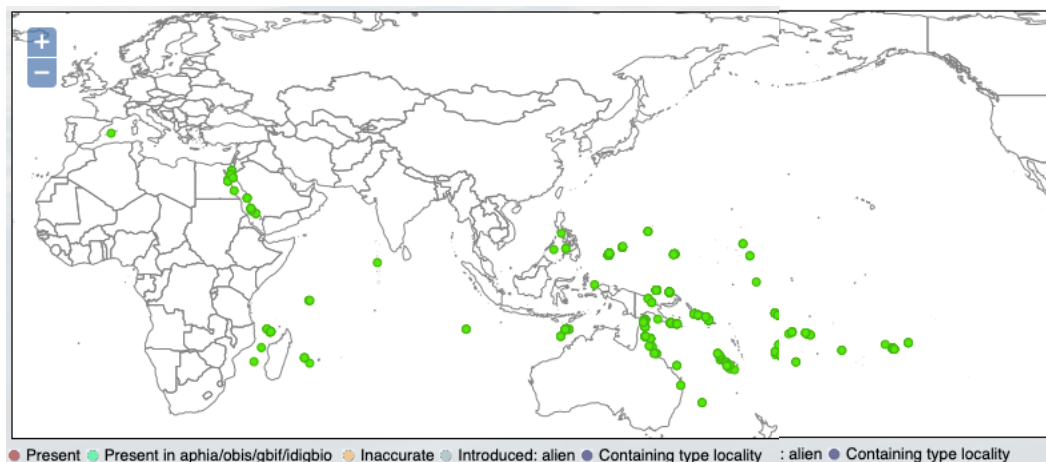 +
−
Present Present in aphia/obis/gbif/idigbio Inaccurate Introduced: alien Containing type locality : alien Containing type locality